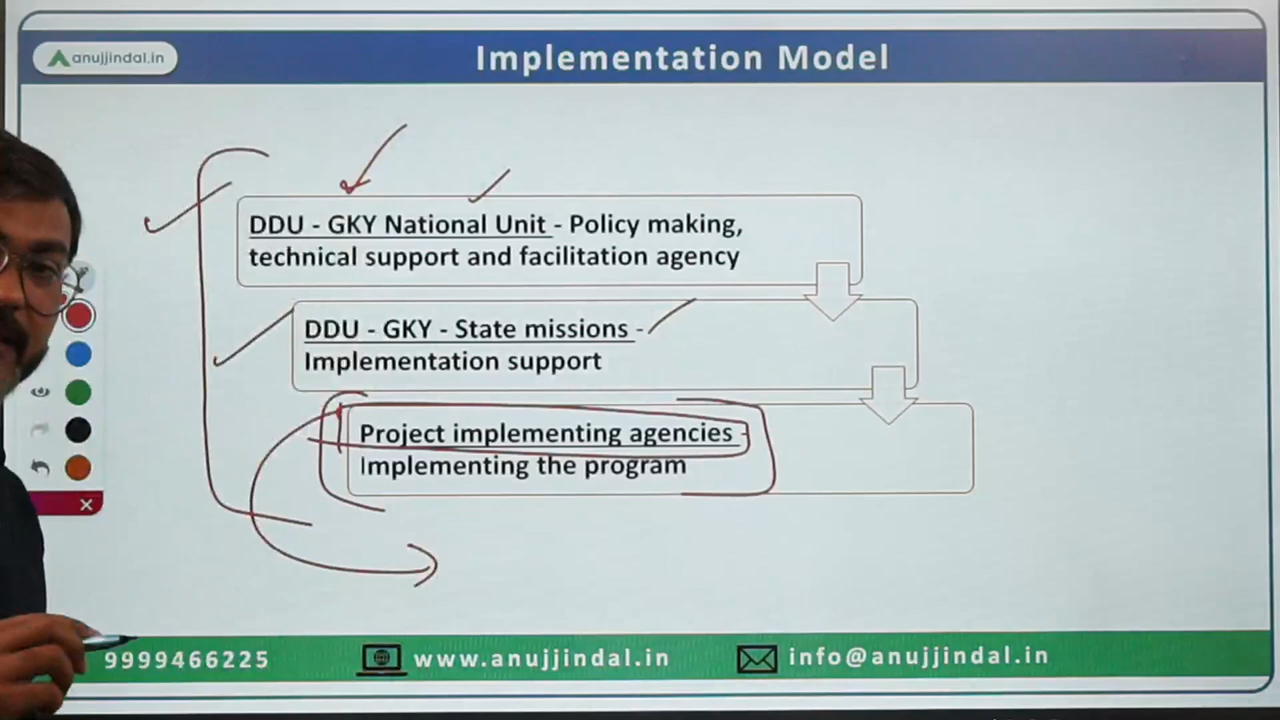 anujjindal.in
Implementation Model
DDU - GKY National Unit - Policy making,
technical support and facilitation agency
DDU - GKY - State missions -
Implementation support
Project implementing agencies -
Implementing the program
9999466225
www.anujjindal.in
info@anujjindal.in